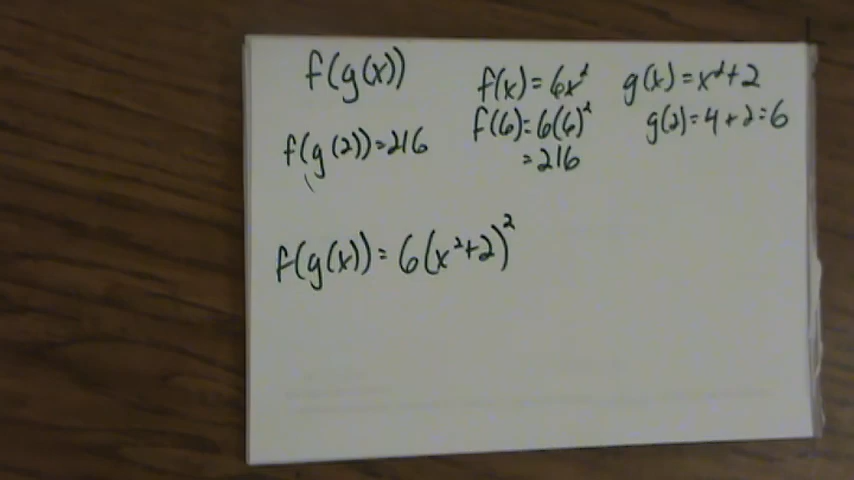 f(g(x)) f(x) = 6x² g(x) = x²+2
f(g(2)) = 216 f(6) = 6(6)² g(2) = 4 + 2 = 6
= 216
f(g(x)) = 6(x²+2)²